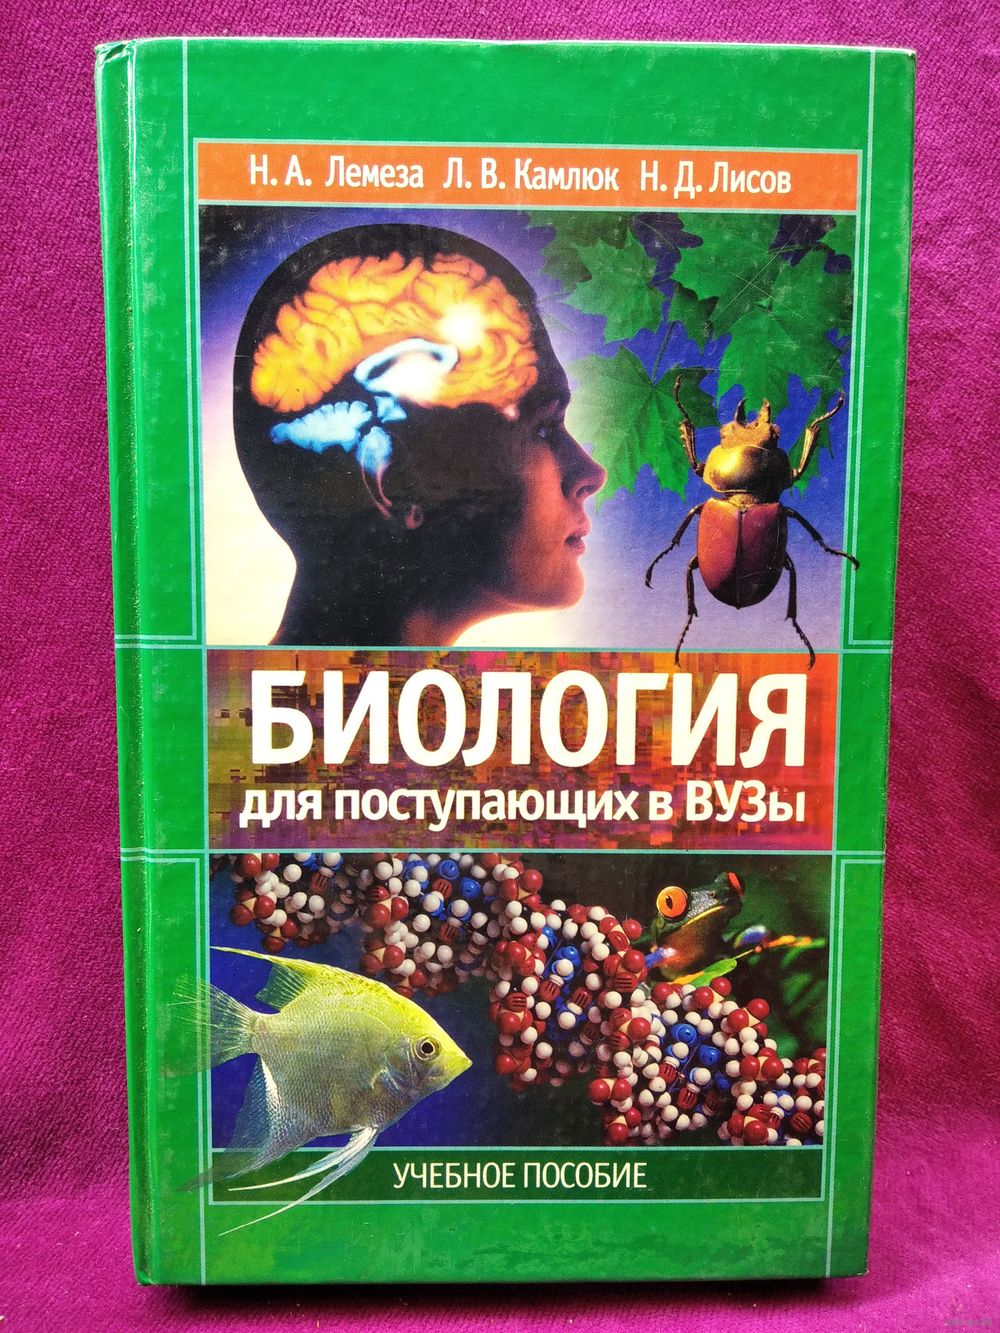 Н. А. Лемеза Л. В. Камлюк Н. Д. Лисов
БИОЛОГИЯ
для поступающих в ВУЗы
УЧЕБНОЕ ПОСОБИЕ